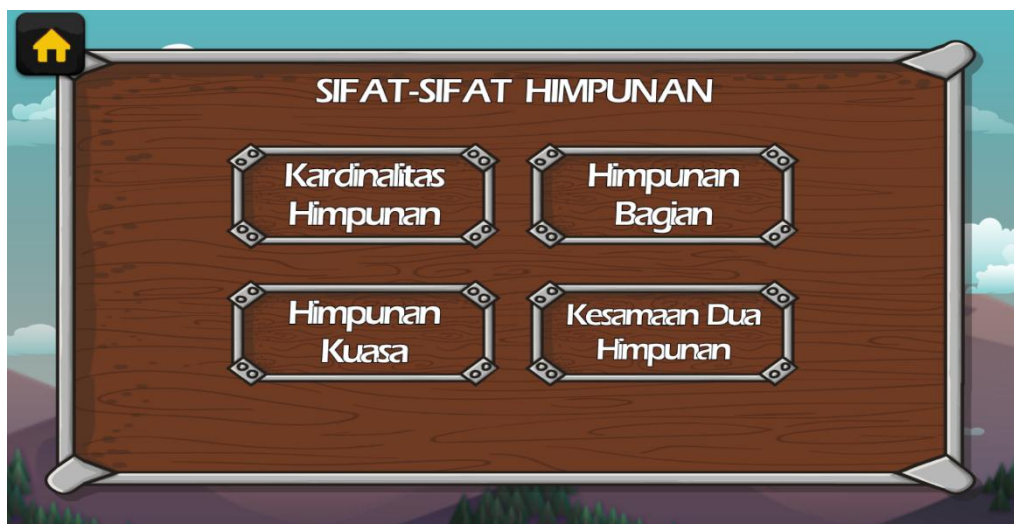 SIFAT-SIFAT HIMPUNAN
Kardinalitas
Himpunan
Himpunan
Bagian
Himpunan
Kuasa
Kesamaan Dua
Himpunan